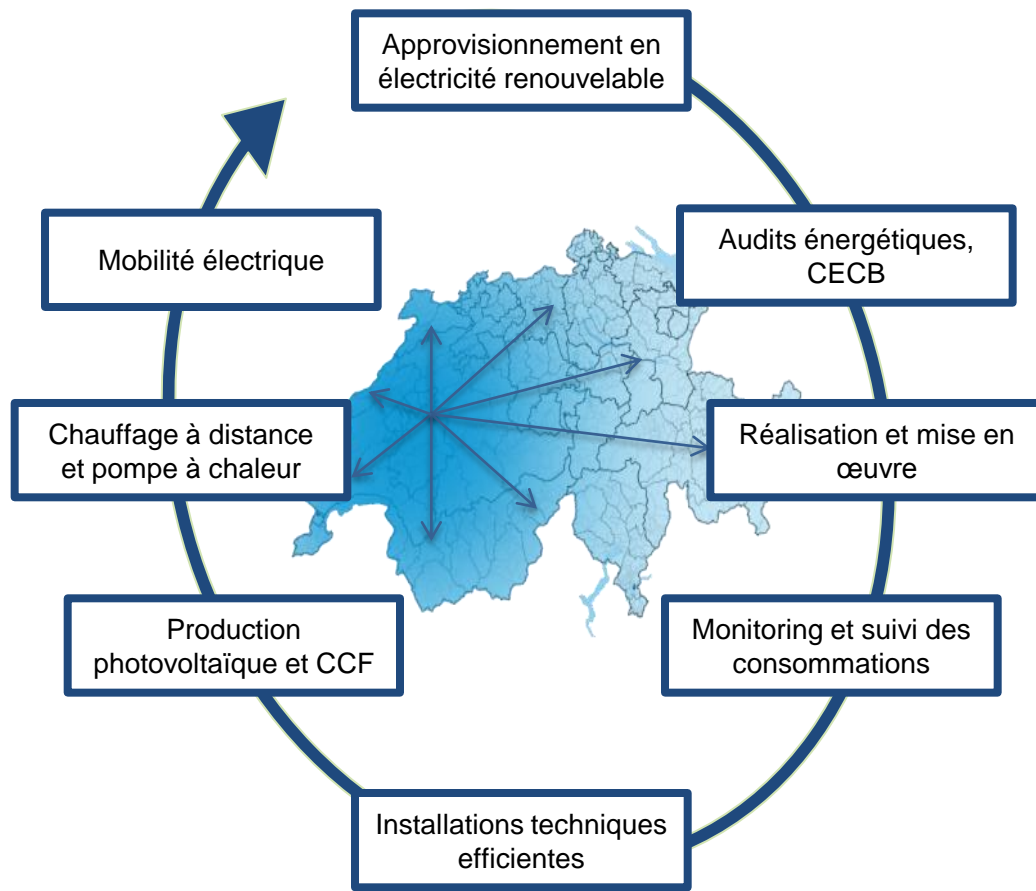 Approvisionnement en
électricité renouvelable
Audits énergétiques,
CECB
Réalisation et mise en
œuvre
Monitoring et suivi des
consommations
Installations techniques
efficientes
Production
photovoltaïque et CCF
Chauffage à distance
et pompe à chaleur
Mobilité électrique